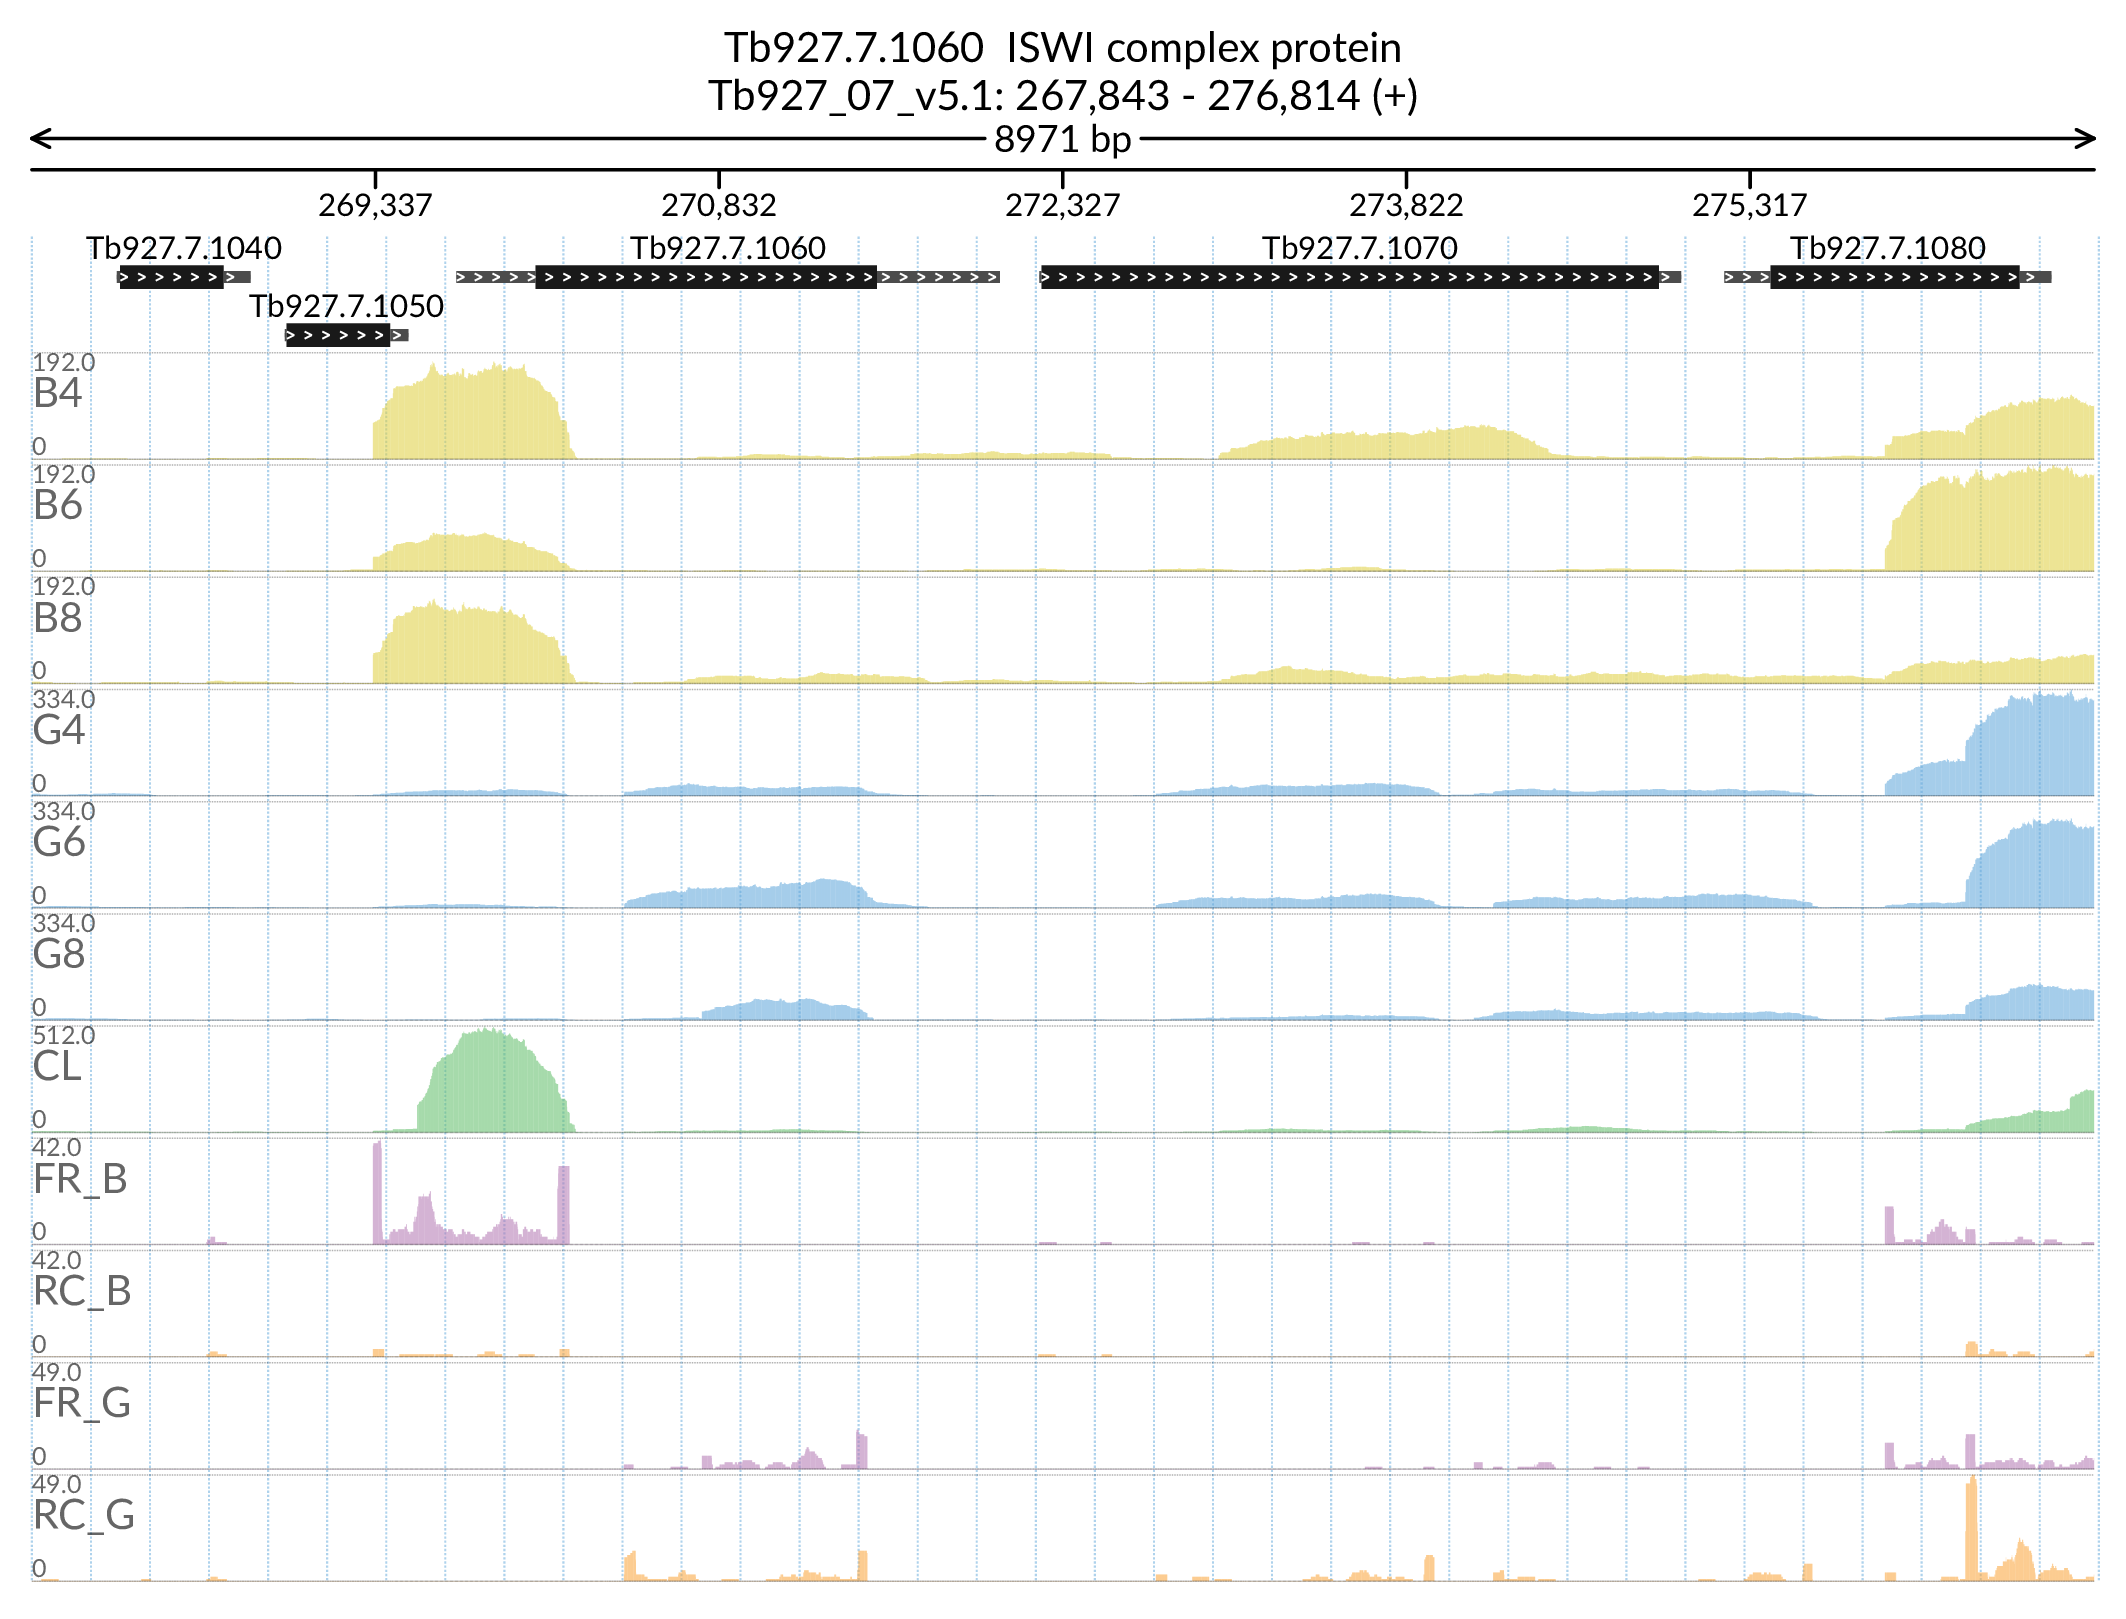 Tb927.7.1060 ISWI complex protein
Tb927_07_v5.1: 267,843 - 276,814 (+)
8971 bp
269,337 270,832 272,327 273,822 275,317
Tb927.7.1040 Tb927.7.1060 Tb927.7.1070 Tb927.7.1080
Tb927.7.1050
192.0
B4
0
192.0
B6
0
192.0
B8
0
334.0
G4
0
334.0
G6
0
334.0
G8
0
512.0
CL
0
42.0
FR_B
0
42.0
RC_B
0
49.0
FR_G
0
49.0
RC_G
0